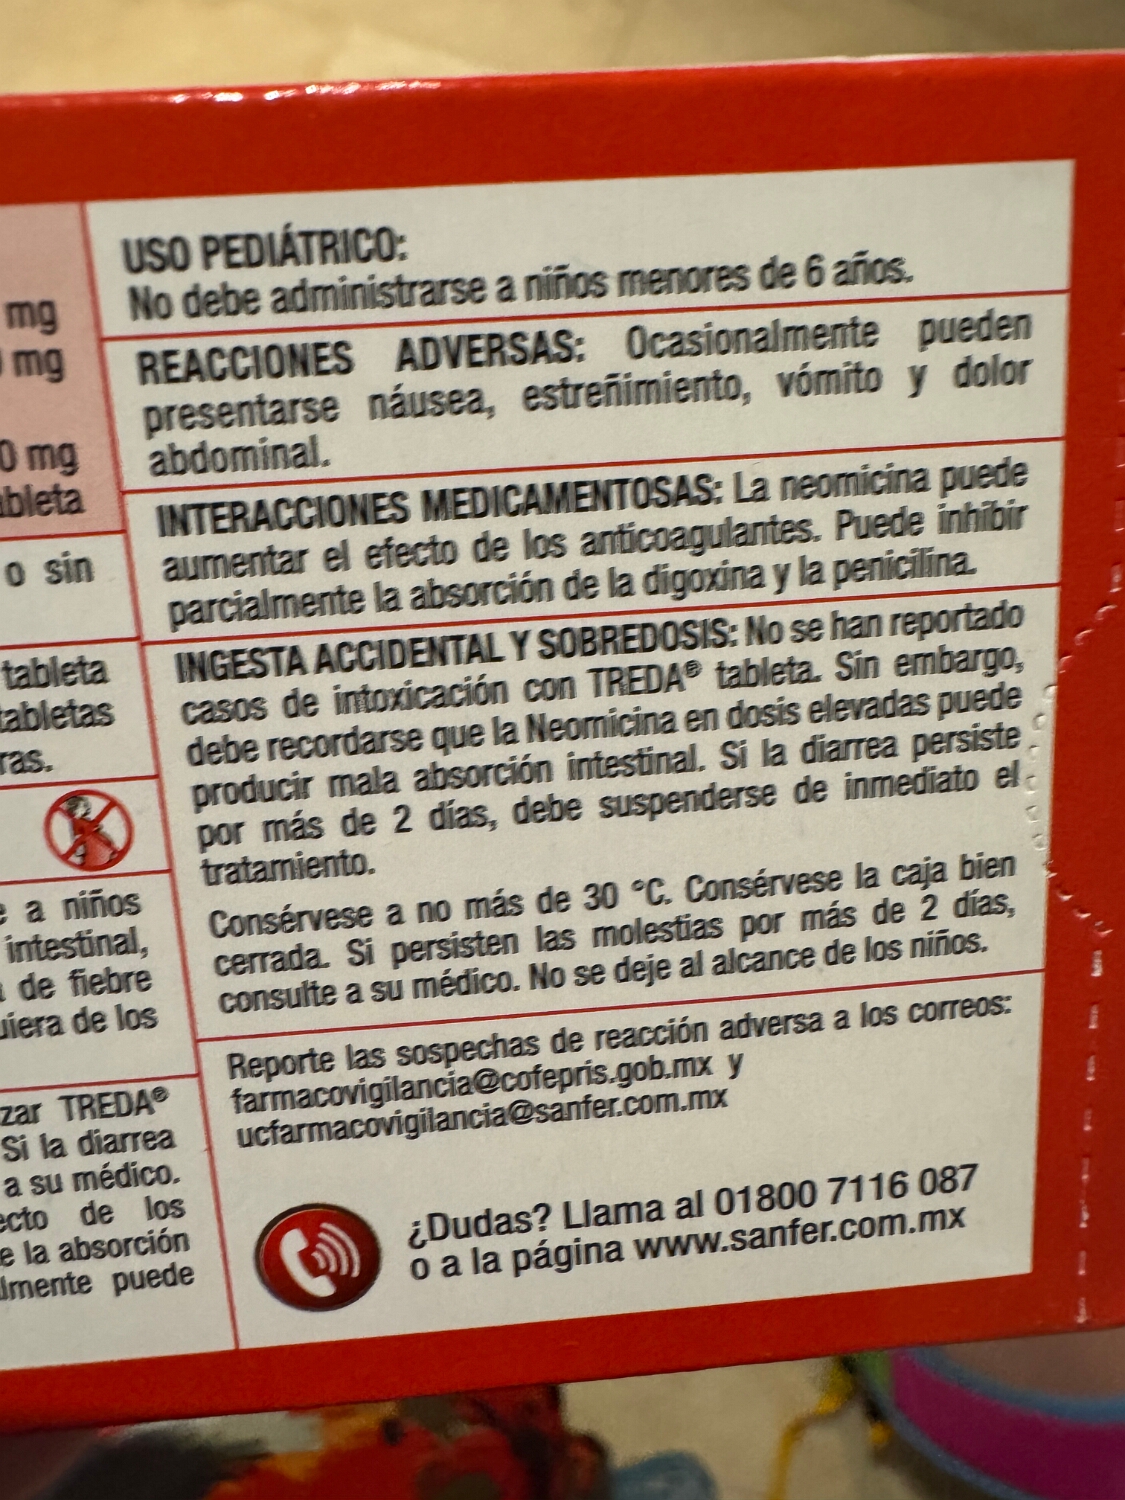 mg
mg
0 mg
tableta
o sin
tableta
tabletas
ras.
a niños
intestinal,
de fiebre
uiera de los
zar TREDA®
Si la diarrea
a su médico.
ecto de los
e la absorción
lmente puede
USO PEDIÁTRICO:
No debe administrarse a niños menores de 6 años.
REACCIONES ADVERSAS: Ocasionalmente pueden
presentarse náusea, estreñimiento, vómito y dolor
abdominal.
INTERACCIONES MEDICAMENTOSAS: La neomicina puede
aumentar el efecto de los anticoagulantes. Puede inhibir
parcialmente la absorción de la digoxina y la penicilina.
INGESTA ACCIDENTAL Y SOBREDOSIS: No se han reportado
casos de intoxicación con TREDA® tableta. Sin embargo,
debe recordarse que la Neomicina en dosis elevadas puede
producir mala absorción intestinal. Si la diarrea persiste
por más de 2 días, debe suspenderse de inmediato el
tratamiento.
Consérvese a no más de 30 °C. Consérvese la caja bien
cerrada. Si persisten las molestias por más de 2 días,
consulte a su médico. No se deje al alcance de los niños.
Reporte las sospechas de reacción adversa a los correos:
farmacovigilancia@cofepris.gob.mx y
ucfarmacovigilancia@sanfer.com.mx
¿Dudas? Llama al 01800 7116 087
o a la página www.sanfer.com.mx